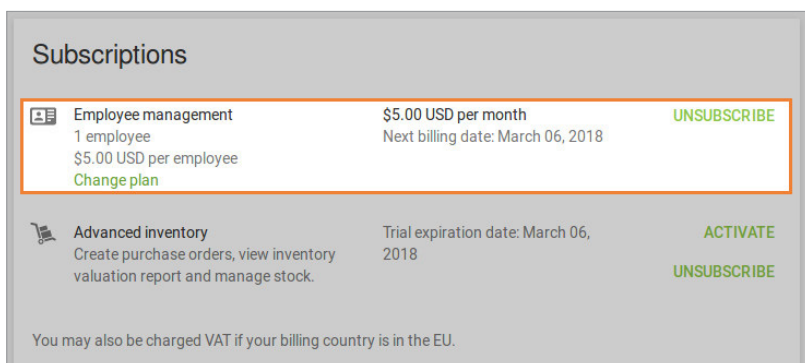 Subscriptions
Employee management
1 employee
$5.00 USD per employee
Change plan
$5.00 USD per month
Next billing date: March 06, 2018
UNSUBSCRIBE
Advanced inventory
Create purchase orders, view inventory
valuation report and manage stock.
Trial expiration date: March 06,
2018
ACTIVATE
UNSUBSCRIBE
You may also be charged VAT if your billing country is in the EU.